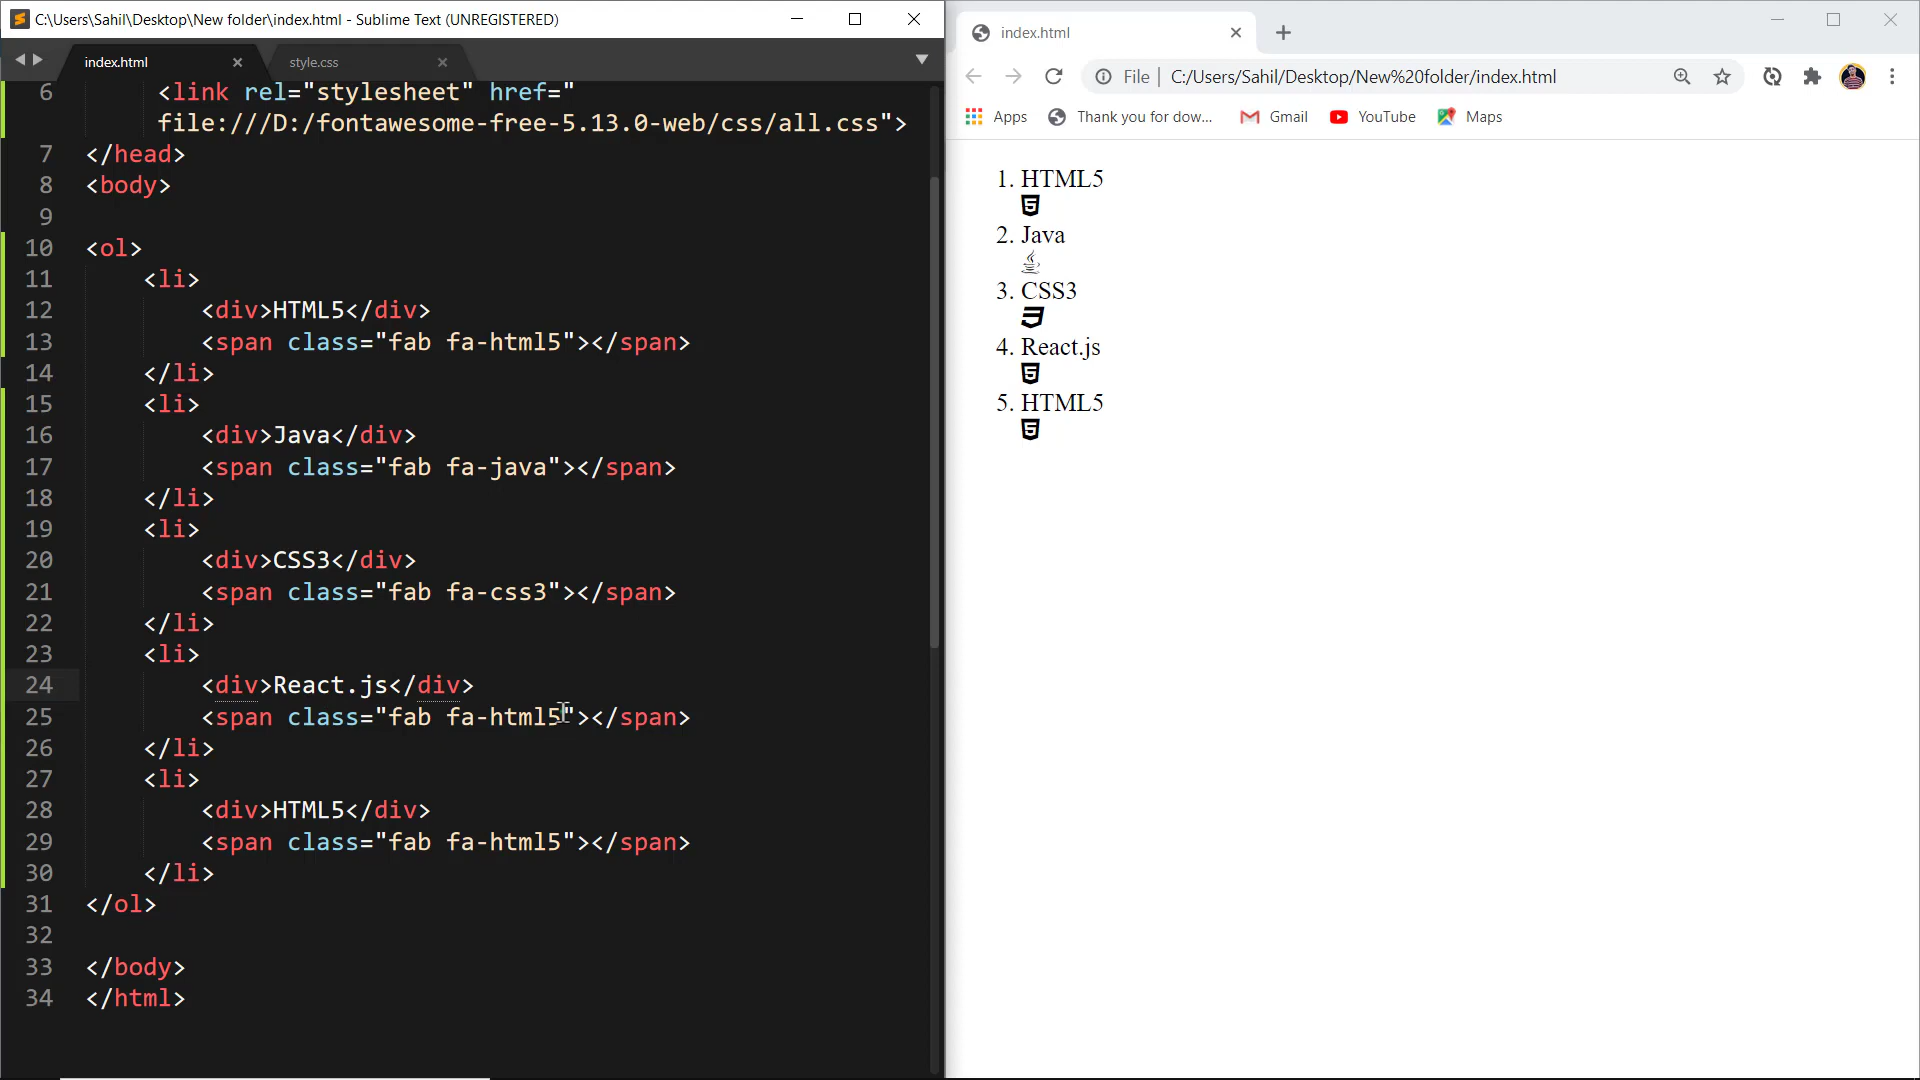 C:\Users\Sahil\Desktop\New folder\index.html - Sublime Text (UNREGISTERED)
index.html
style.css
6 <link rel="stylesheet" href="
file:///D:/fontawesome-free-5.13.0-web/css/all.css">
7 </head>
8 <body>
9
10 <ol>
11 <li>
12 <div>HTML5</div>
13 <span class="fab fa-html5"></span>
14 </li>
15 <li>
16 <div>Java</div>
17 <span class="fab fa-java"></span>
18 </li>
19 <li>
20 <div>CSS3</div>
21 <span class="fab fa-css3"></span>
22 </li>
23 <li>
24 <div>React.js</div>
25 <span class="fab fa-html5"></span>
26 </li>
27 <li>
28 <div>HTML5</div>
29 <span class="fab fa-html5"></span>
30 </li>
31 </ol>
32
33 </body>
34 </html>
index.html
File | C:/Users/Sahil/Desktop/New%20folder/index.html
Apps Thank you for dow... Gmail YouTube Maps
1. HTML5
2. Java
3. CSS3
4. React.js
5. HTML5